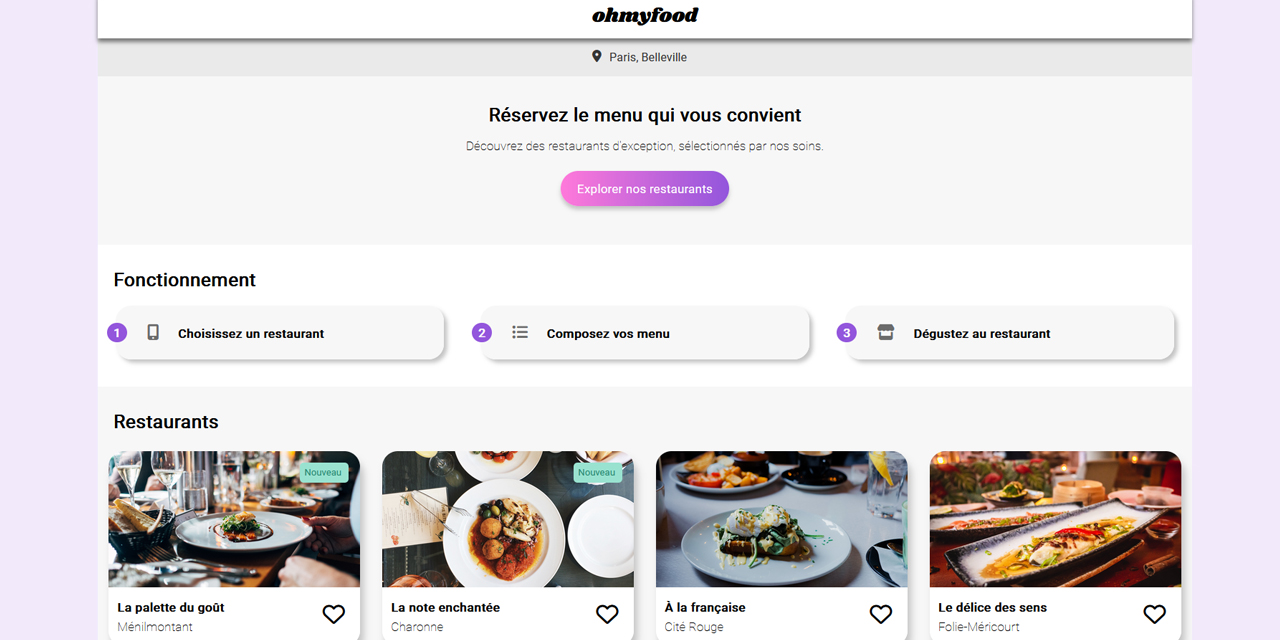 ohmyfood
Paris, Belleville
Réservez le menu qui vous convient
Découvrez des restaurants d'exception, sélectionnés par nos soins.
Explorer nos restaurants
Fonctionnement
1 Choisissez un restaurant
2 Composez vos menu
3 Dégustez au restaurant
Restaurants
Nouveau
Nouveau
La palette du goût
Ménilmontant
La note enchantée
Charonne
À la française
Cité Rouge
Le délice des sens
Folie-Méricourt